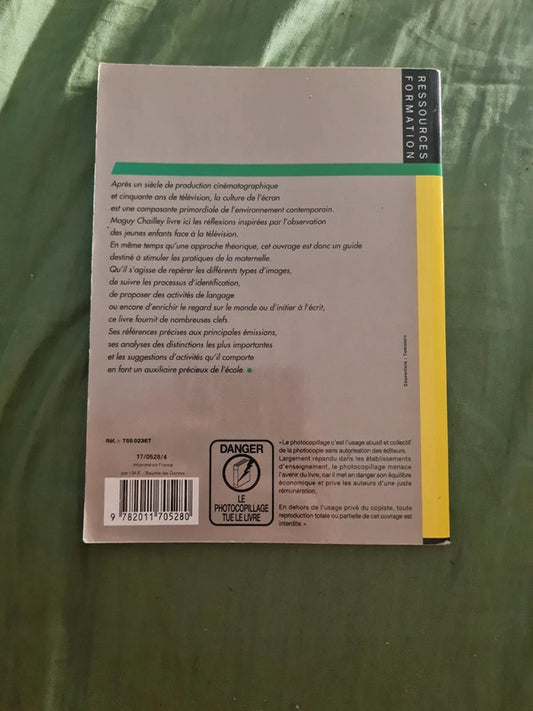 RESSOURCES
FORMATION
Après un siècle de production cinématographique
et cinquante ans de télévision, la culture de l'écran
est une composante primordiale de l'environnement contemporain.
Maguy Chailley livre ici les réflexions inspirées par l'observation
des jeunes enfants face à la télévision.
En même temps qu'une approche théorique, cet ouvrage est donc un guide
destiné à stimuler les pratiques de la maternelle.
Qu'il s'agisse de repérer les différents types d'images,
de suivre les processus d'identification,
de proposer des activités de langage
ou encore d'enrichir le regard sur le monde ou d'initier à l'écrit,
ce livre fournit de nombreuses clefs.
Ses références précises aux principales émissions,
ses analyses des distinctions les plus importantes
et les suggestions d'activités qu'il comporte
en font un auxiliaire précieux de l'école.
Couverture : Tamamaro
Réf. : 755 02367
17/0528/4
Imprimé en France
par I.M.E. - Baume-les-Dames
9 782011 705280
DANGER
LE
PHOTOCOPILLAGE
TUE LE LIVRE
« Le photocopillage c'est l'usage abusif et collectif
de la photocopie sans autorisation des éditeurs.
Largement répandu dans les établissements
d'enseignement, le photocopillage menace
l'avenir du livre, car il met en danger son équilibre
économique et prive les auteurs d'une juste
rémunération.
En dehors de l'usage privé du copiste, toute
reproduction totale ou partielle de cet ouvrage est
interdite. »